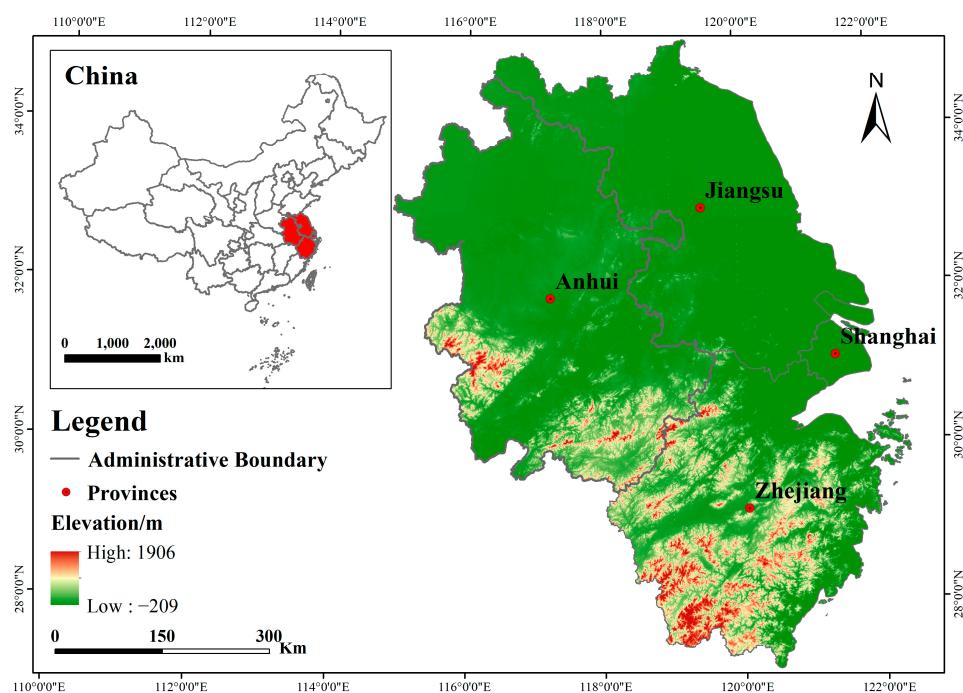 110°0'0"E 112°0'0"E 114°0'0"E 116°0'0"E 118°0'0"E 120°0'0"E 122°0'0"E
China
N
34°0'0"N
34°0'0"N
Jiangsu
32°0'0"N
32°0'0"N
Anhui
Shanghai
0 1,000 2,000
km
Legend
30°0'0"N
30°0'0"N
Administrative Boundary
Provinces
Zhejiang
Elevation/m
High: 1906
Low : −209
28°0'0"N
28°0'0"N
0 150 300
Km
110°0'0"E 112°0'0"E 114°0'0"E 116°0'0"E 118°0'0"E 120°0'0"E 122°0'0"E